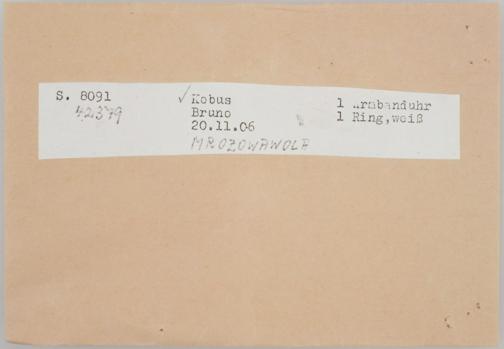 S. 8091
42379
✓ Kobus
Bruno
20.11.06
MROZOWAWOLA
1 Armbanduhr
1 Ring,weiß